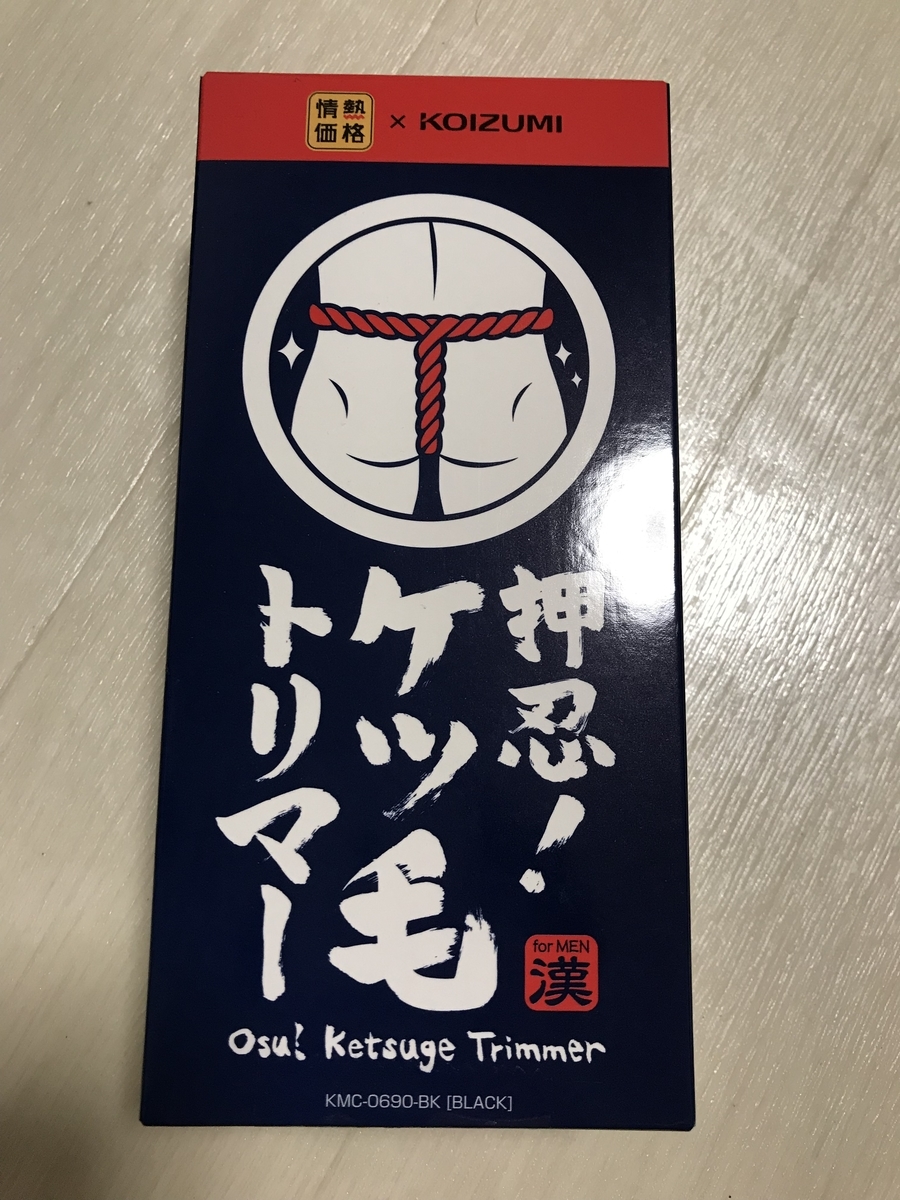 情熱
価格
× KOIZUMI
押忍！
ケツ毛
トリマー
for MEN
漢
Osu! Ketsuge Trimmer
KMC-0690-BK [BLACK]